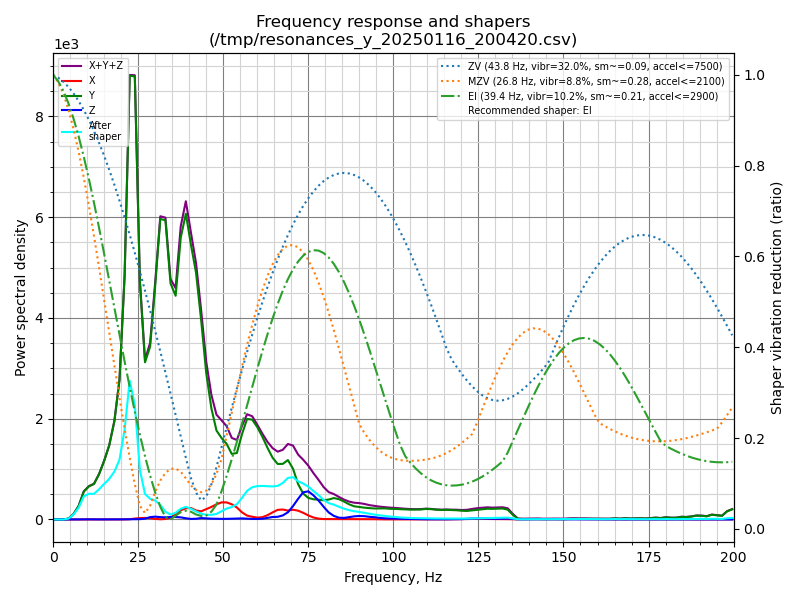 Frequency response and shapers
(/tmp/resonances_y_20250116_200420.csv)
1e3
X+Y+Z
X
Y
Z
After
shaper
ZV (43.8 Hz, vibr=32.0%, sm~=0.09, accel<=7500)
MZV (26.8 Hz, vibr=8.8%, sm~=0.28, accel<=2100)
EI (39.4 Hz, vibr=10.2%, sm~=0.21, accel<=2900)
Recommended shaper: EI
Power spectral density
8
6
4
2
0
1.0
0.8
0.6
0.4
0.2
0.0
Shaper vibration reduction (ratio)
0 25 50 75 100 125 150 175 200
Frequency, Hz